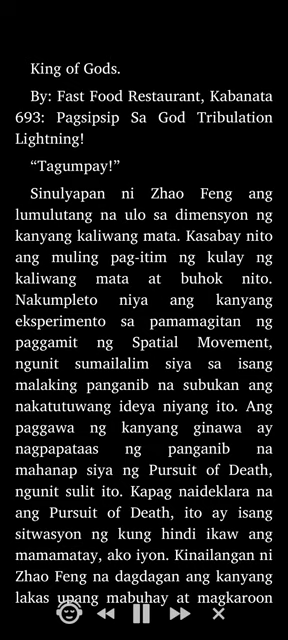 King of Gods.
By: Fast Food Restaurant, Kabanata
693: Pagsipsip Sa God Tribulation
Lightning!
“Tagumpay!”
Sinulyapan ni Zhao Feng ang
lumulutang na ulo sa dimensyon ng
kanyang kaliwang mata. Kasabay nito
ang muling pag-itim ng kulay ng
kaliwang mata at buhok nito.
Nakumpleto niya ang kanyang
eksperimento sa pamamagitan ng
paggamit ng Spatial Movement,
ngunit sumailalim siya sa isang
malaking panganib na subukan ang
nakatutuwang ideya niyang ito. Ang
paggawa ng kanyang ginawa ay
nagpapataas ng panganib na
mahanap siya ng Pursuit of Death,
ngunit sulit ito. Kapag naideklara na
ang Pursuit of Death, ito ay isang
sitwasyon ng kung hindi ikaw ang
mamamatay, ako iyon. Kinailangan ni
Zhao Feng na dagdagan ang kanyang
lakas upang mabuhay at magkaroon